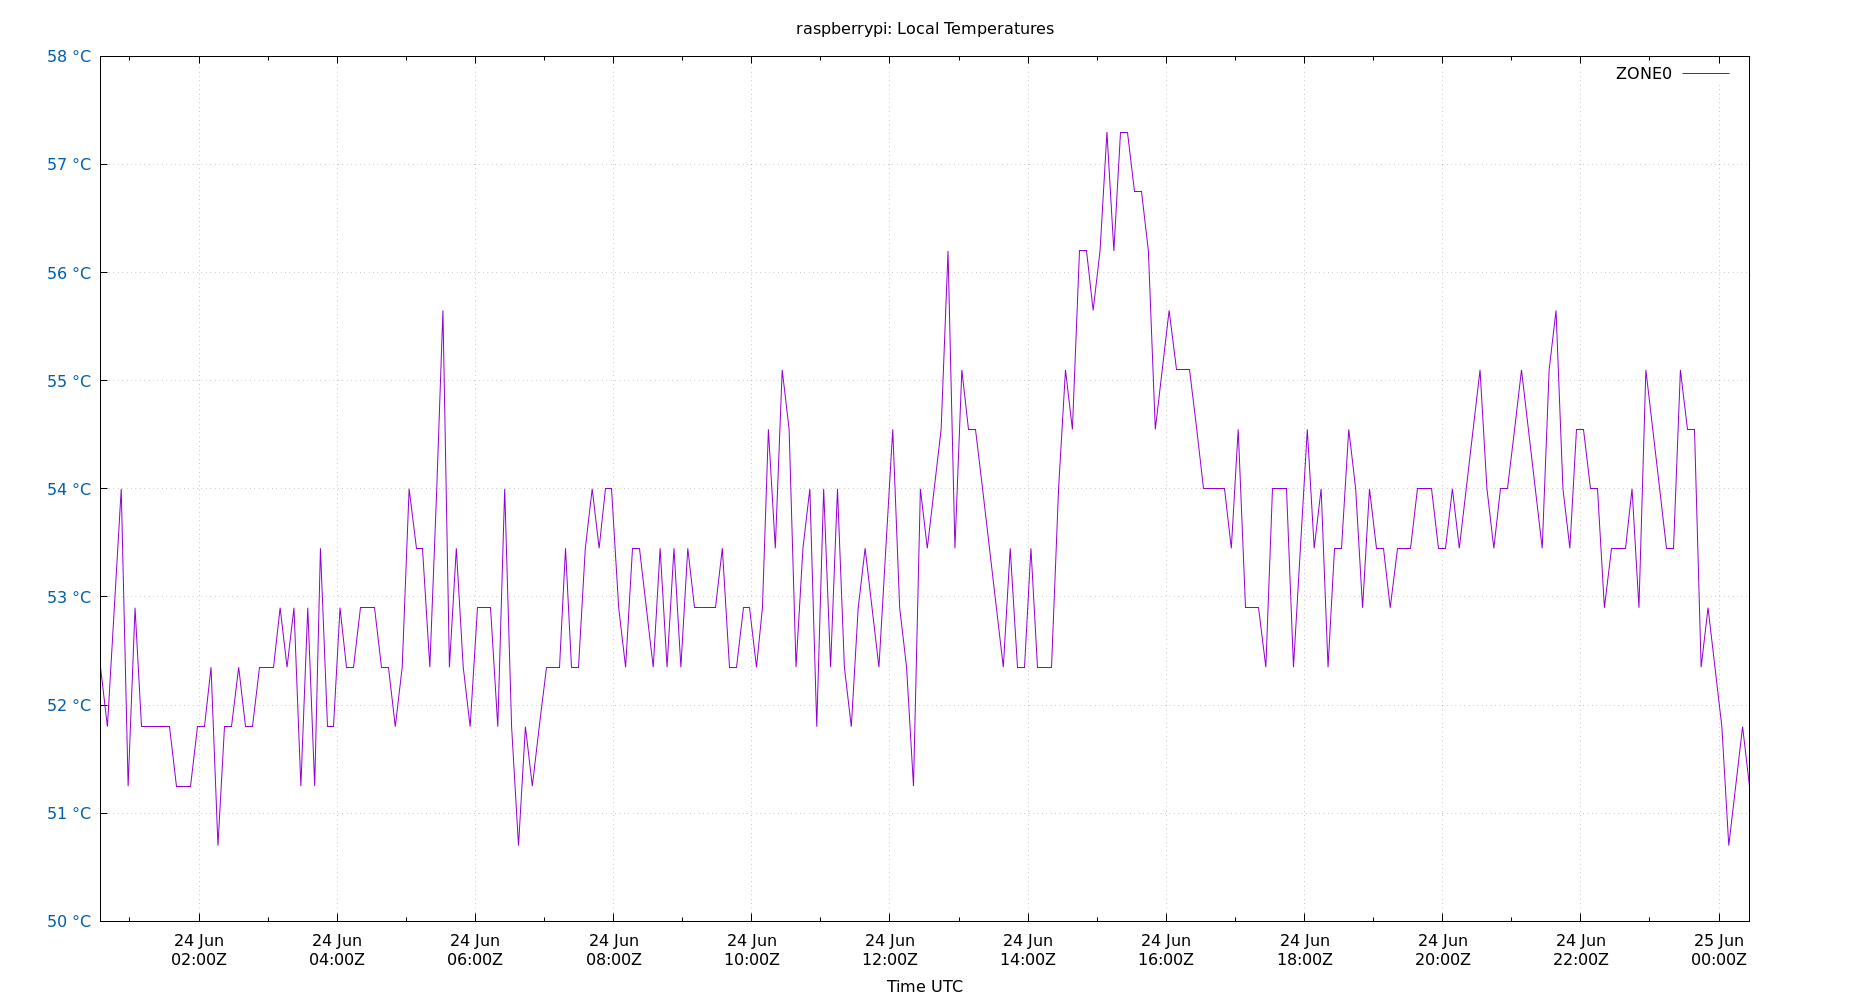 raspberrypi: Local Temperatures
58 °C
ZONE0
57 °C
56 °C
55 °C
54 °C
53 °C
52 °C
51 °C
50 °C
24 Jun 24 Jun 24 Jun 24 Jun 24 Jun 24 Jun 24 Jun 24 Jun 24 Jun 24 Jun 24 Jun 25 Jun
02:00Z 04:00Z 06:00Z 08:00Z 10:00Z 12:00Z 14:00Z 16:00Z 18:00Z 20:00Z 22:00Z 00:00Z
Time UTC